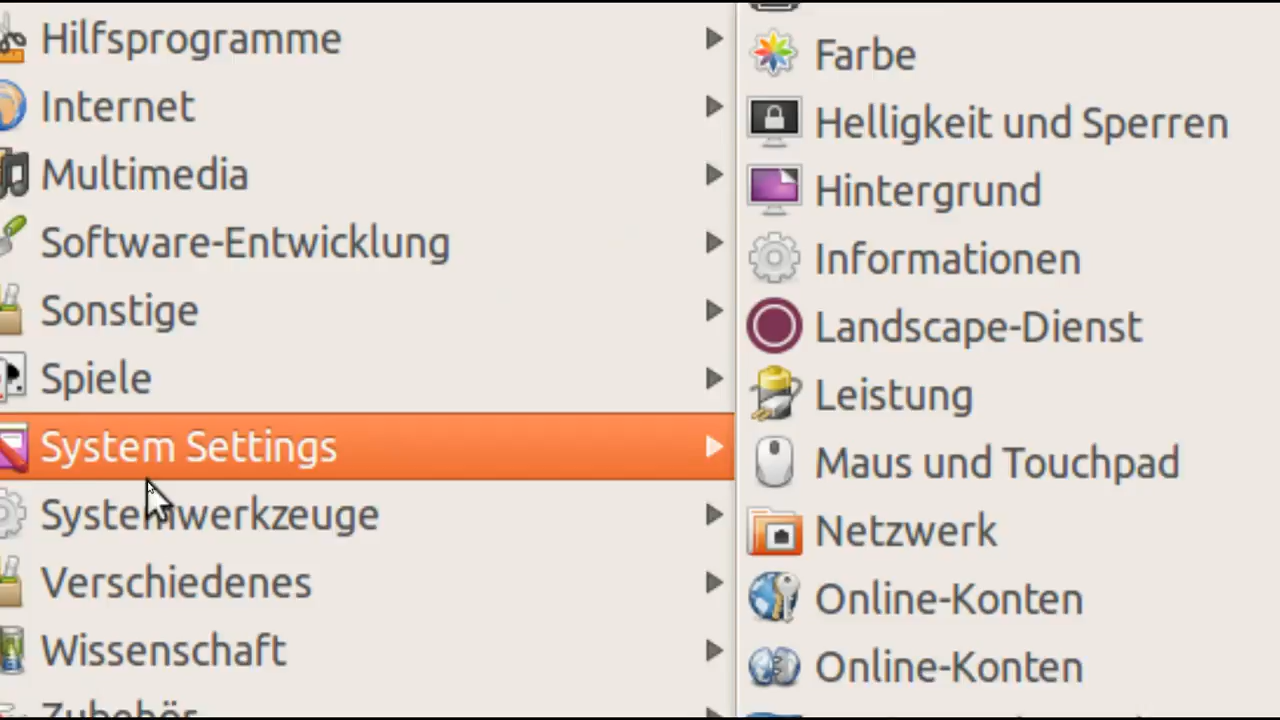 Hilfsprogramme
Internet
Multimedia
Software-Entwicklung
Sonstige
Spiele
System Settings
Systemwerkzeuge
Verschiedenes
Wissenschaft
Zubehör
Farbe
Helligkeit und Sperren
Hintergrund
Informationen
Landscape-Dienst
Leistung
Maus und Touchpad
Netzwerk
Online-Konten
Online-Konten